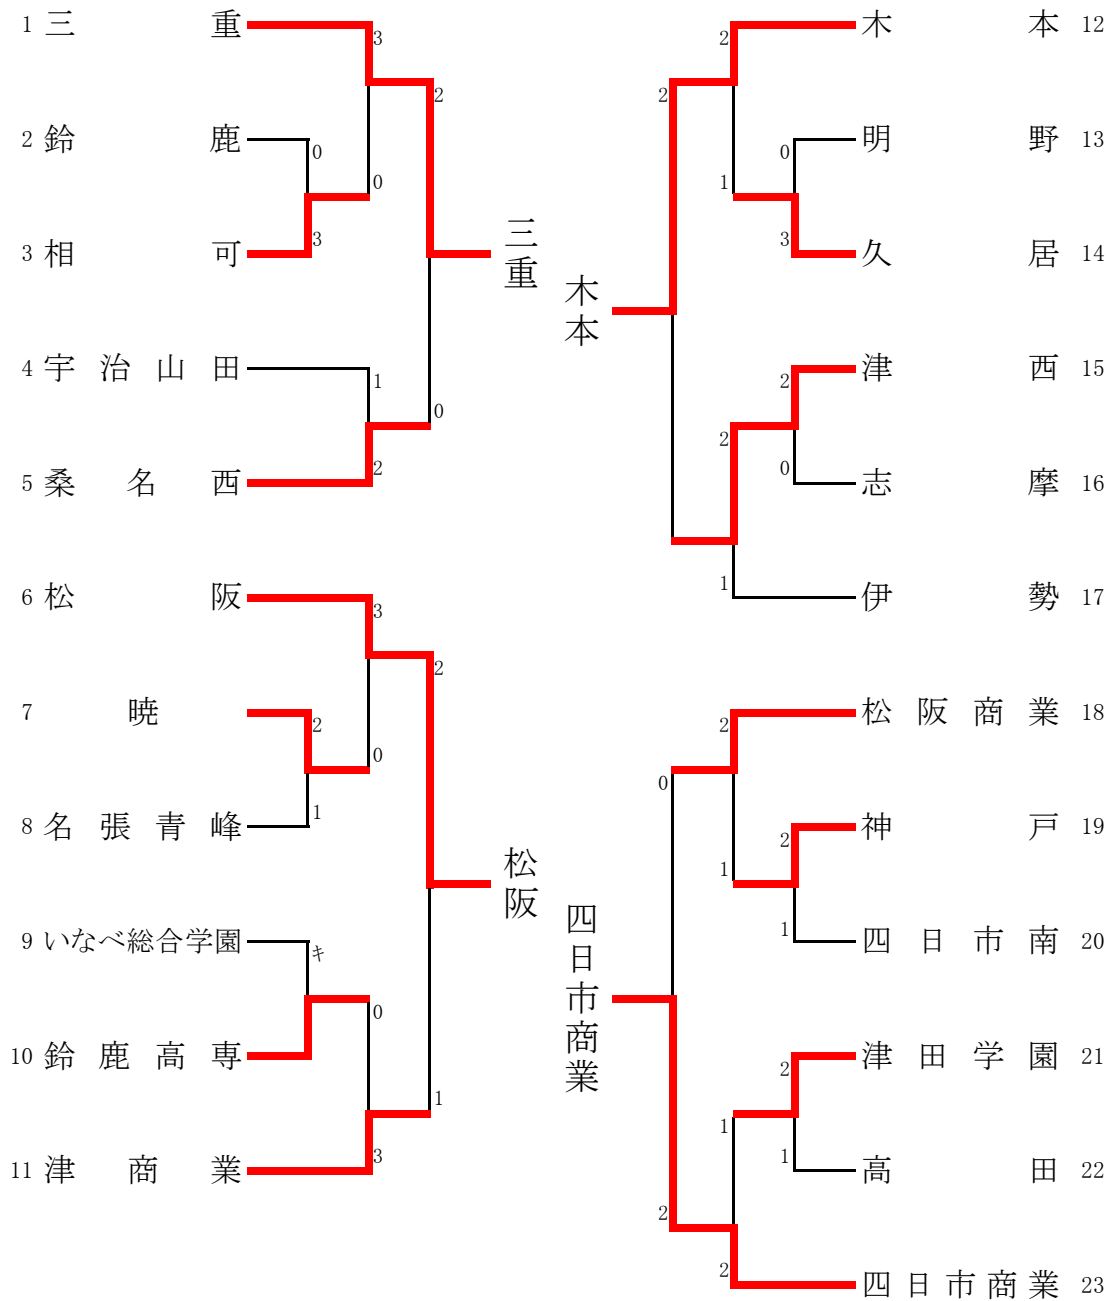 1 三重
3
2
2 鈴鹿
0
0
3 相可
3
三重
4 宇治山田
1
0
5 桑名西
2
6 松阪
3
2
7 暁
2
0
8 名張青峰
1
松阪
9 いなべ総合学園
キ
0
10 鈴鹿高専
1
11 津商業
3
木本 12
2
2
明野 13
0
1
久居 14
3
木本
津西 15
2
2
志摩 16
0
伊勢 17
1
松阪商業 18
2
0
神戸 19
2
1
四日市南 20
1
四日市商業
津田学園 21
2
1
高田 22
1
2
四日市商業 23
2